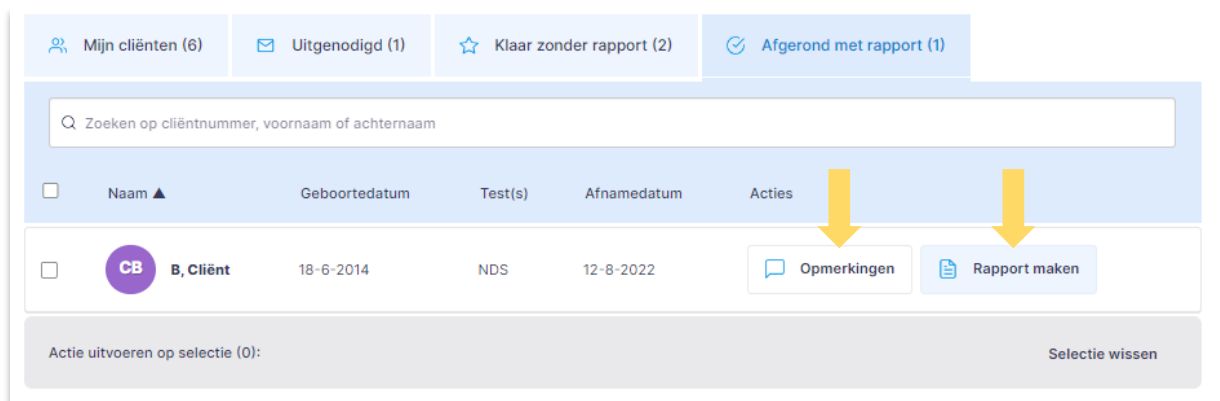 Mijn cliënten (6) Uitgenodigd (1) Klaar zonder rapport (2) Afgerond met rapport (1)
Zoeken op cliëntnummer, voornaam of achternaam
Naam ▲ Geboortedatum Test(s) Afnamedatum Acties
CB B, Cliënt 18-6-2014 NDS 12-8-2022 Opmerkingen Rapport maken
Actie uitvoeren op selectie (0): Selectie wissen